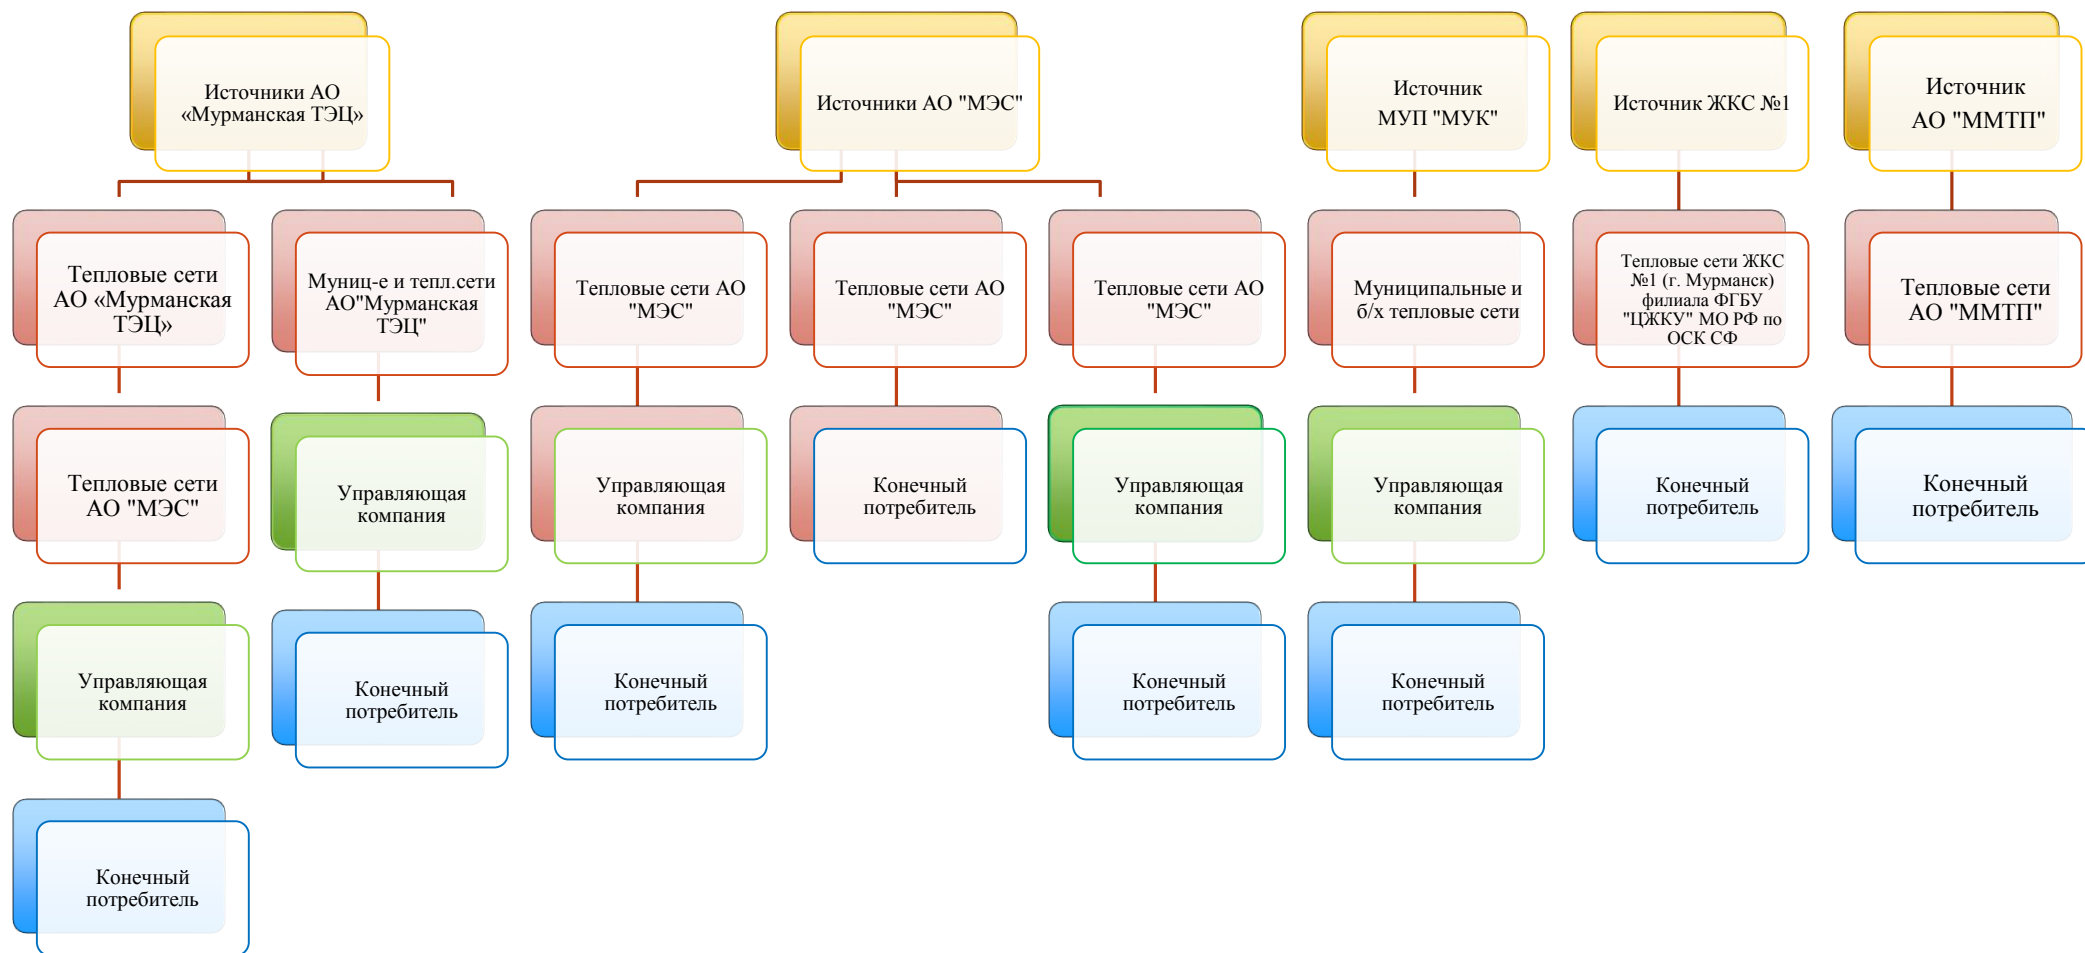 Источники АО
«Мурманская ТЭЦ»
Источники АО "МЭС"
Источник
МУП "МУК"
Источник ЖКС №1
Источник
АО "ММТП"
Тепловые сети
АО «Мурманская
ТЭЦ»
Муниц-е и тепл.сети
АО"Мурманская
ТЭЦ"
Тепловые сети АО
"МЭС"
Тепловые сети АО
"МЭС"
Тепловые сети АО
"МЭС"
Муниципальные и
б/х тепловые сети
Тепловые сети ЖКС
№1 (г. Мурманск)
филиала ФГБУ
"ЦЖКУ" МО РФ по
ОСК СФ
Тепловые сети
АО "ММТП"
Тепловые сети
АО "МЭС"
Управляющая
компания
Управляющая
компания
Конечный
потребитель
Управляющая
компания
Управляющая
компания
Конечный
потребитель
Конечный
потребитель
Управляющая
компания
Конечный
потребитель
Конечный
потребитель
Конечный
потребитель
Конечный
потребитель
Конечный
потребитель